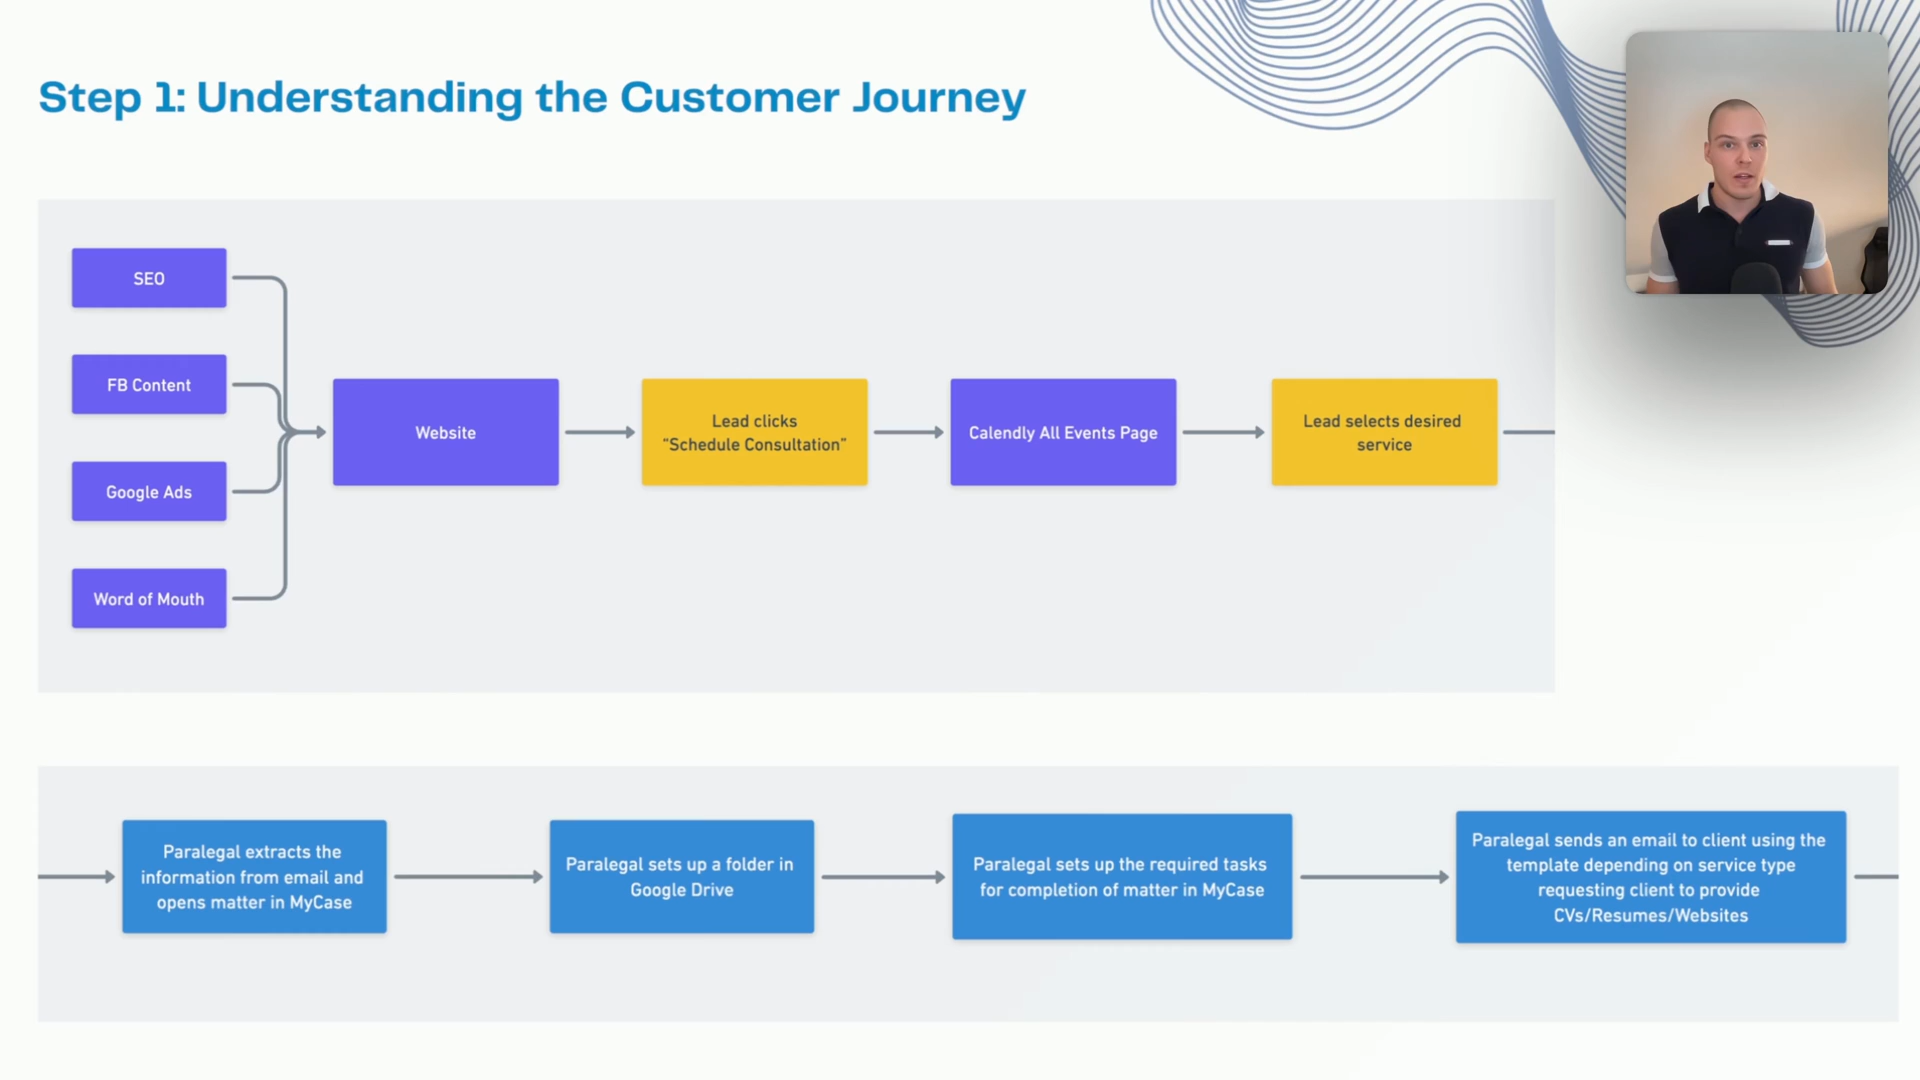 Step 1: Understanding the Customer Journey
SEO
FB Content
Google Ads
Word of Mouth
Website
Lead clicks
“Schedule Consultation”
Calendly All Events Page
Lead selects desired
service
Paralegal extracts the
information from email and
opens matter in MyCase
Paralegal sets up a folder in
Google Drive
Paralegal sets up the required tasks
for completion of matter in MyCase
Paralegal sends an email to client using the
template depending on service type
requesting client to provide
CVs/Resumes/Websites